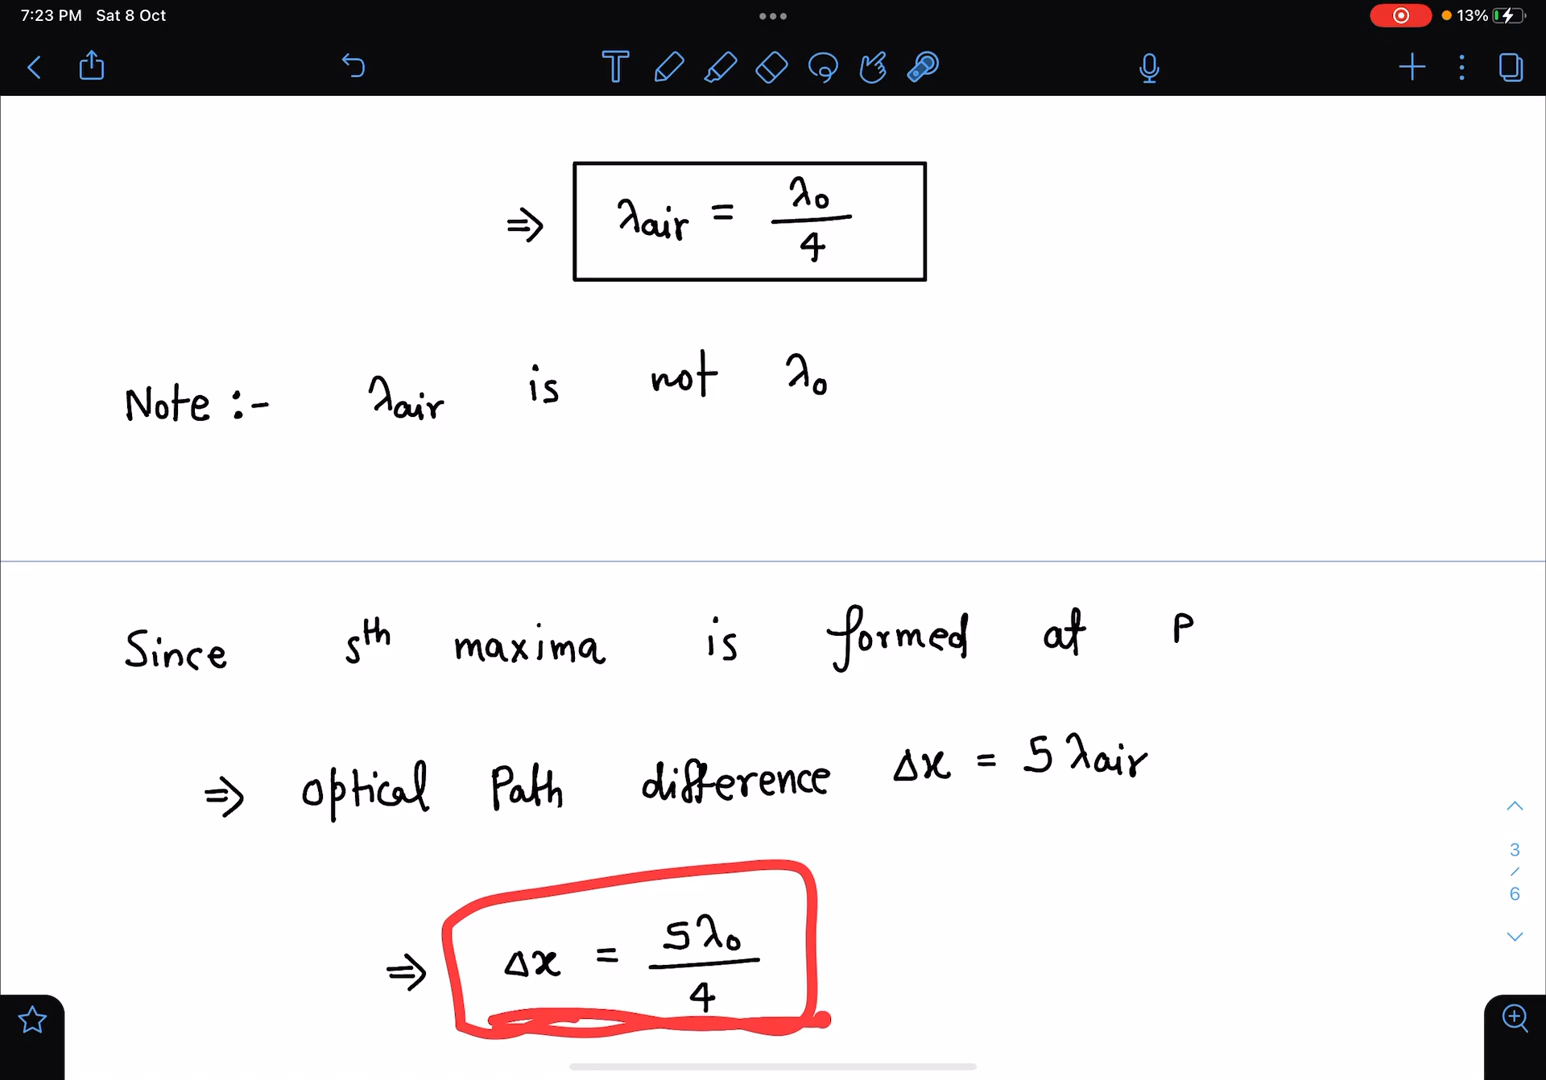 7:23 PM Sat 8 Oct
13%
T
⇒ λair = λ₀/4
Note :- λair is not λ₀
Since 5th maxima is formed at P
⇒ optical Path difference Δx = 5 λair
3
/
6
⇒ Δx = 5λ₀/4